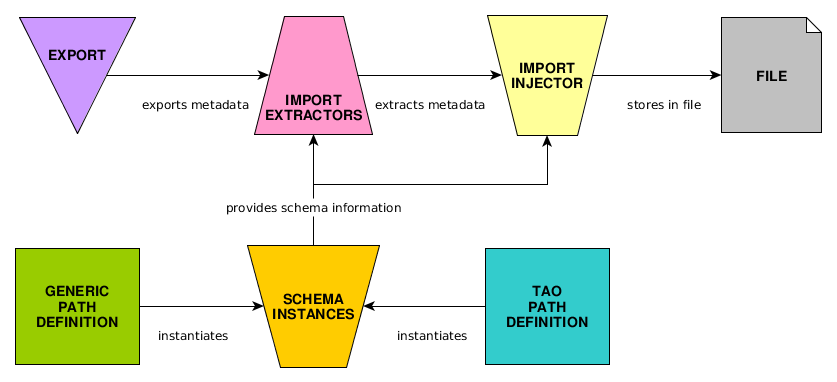 EXPORT
exports metadata
IMPORT
EXTRACTORS
extracts metadata
IMPORT
INJECTOR
stores in file
FILE
provides schema information
GENERIC
PATH
DEFINITION
instantiates
SCHEMA
INSTANCES
instantiates
TAO
PATH
DEFINITION